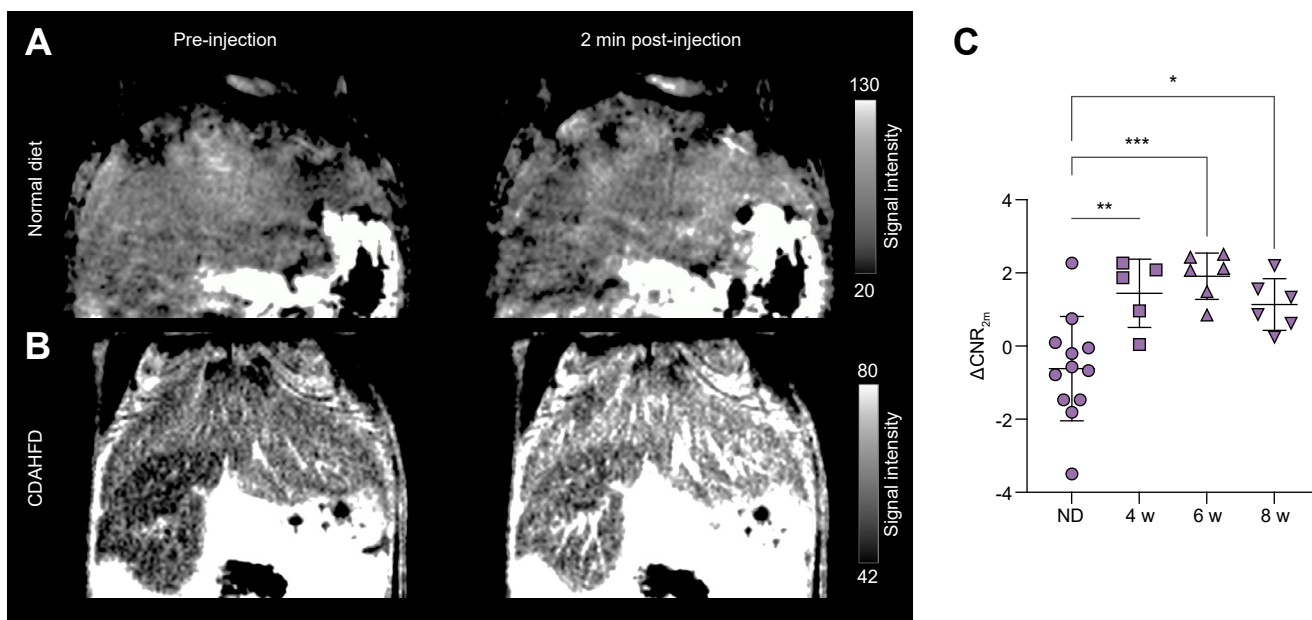 A
Pre-injection
2 min post-injection
Normal diet
130
Signal intensity
20
B
CDAHFD
80
Signal intensity
42
C
*
***
**
ΔCNR2m
4
2
0
-2
-4
ND
4 w
6 w
8 w